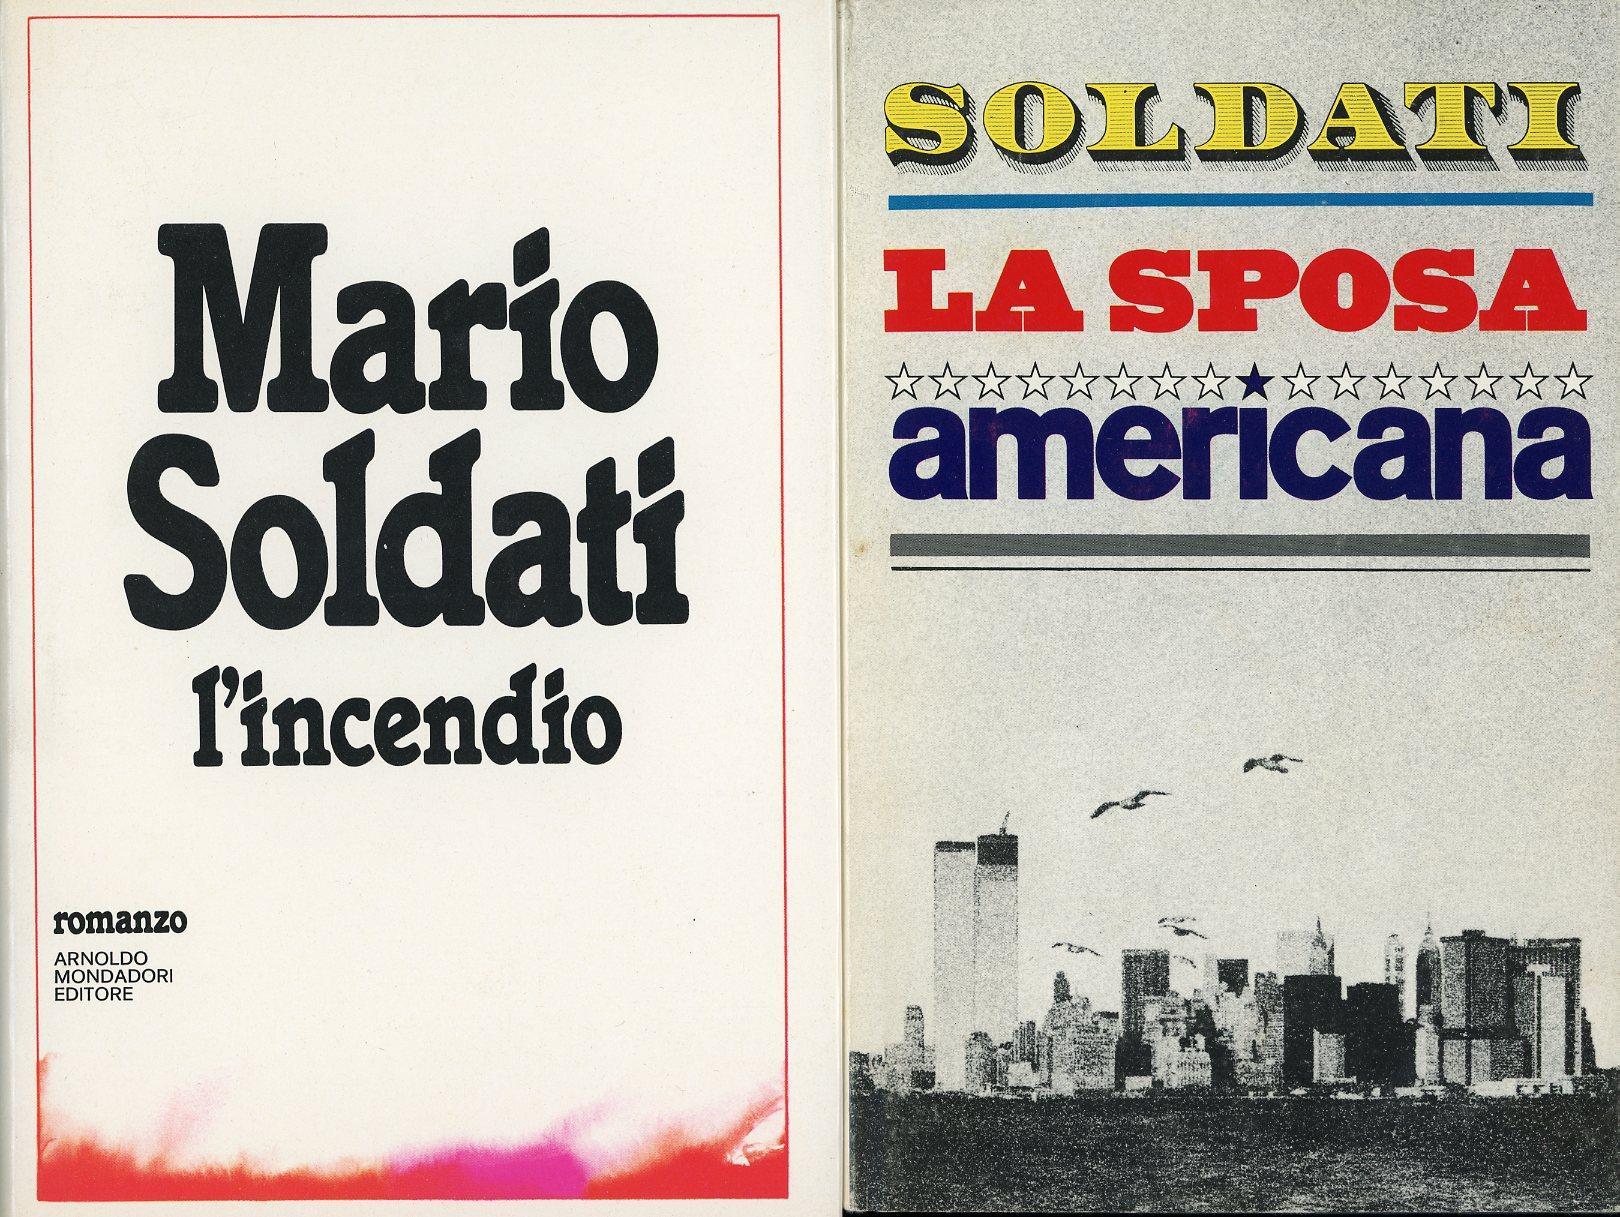 Mario
Soldati
l'incendio
romanzo
ARNOLDO
MONDADORI
EDITORE
SOLDATI
LA SPOSA
americana